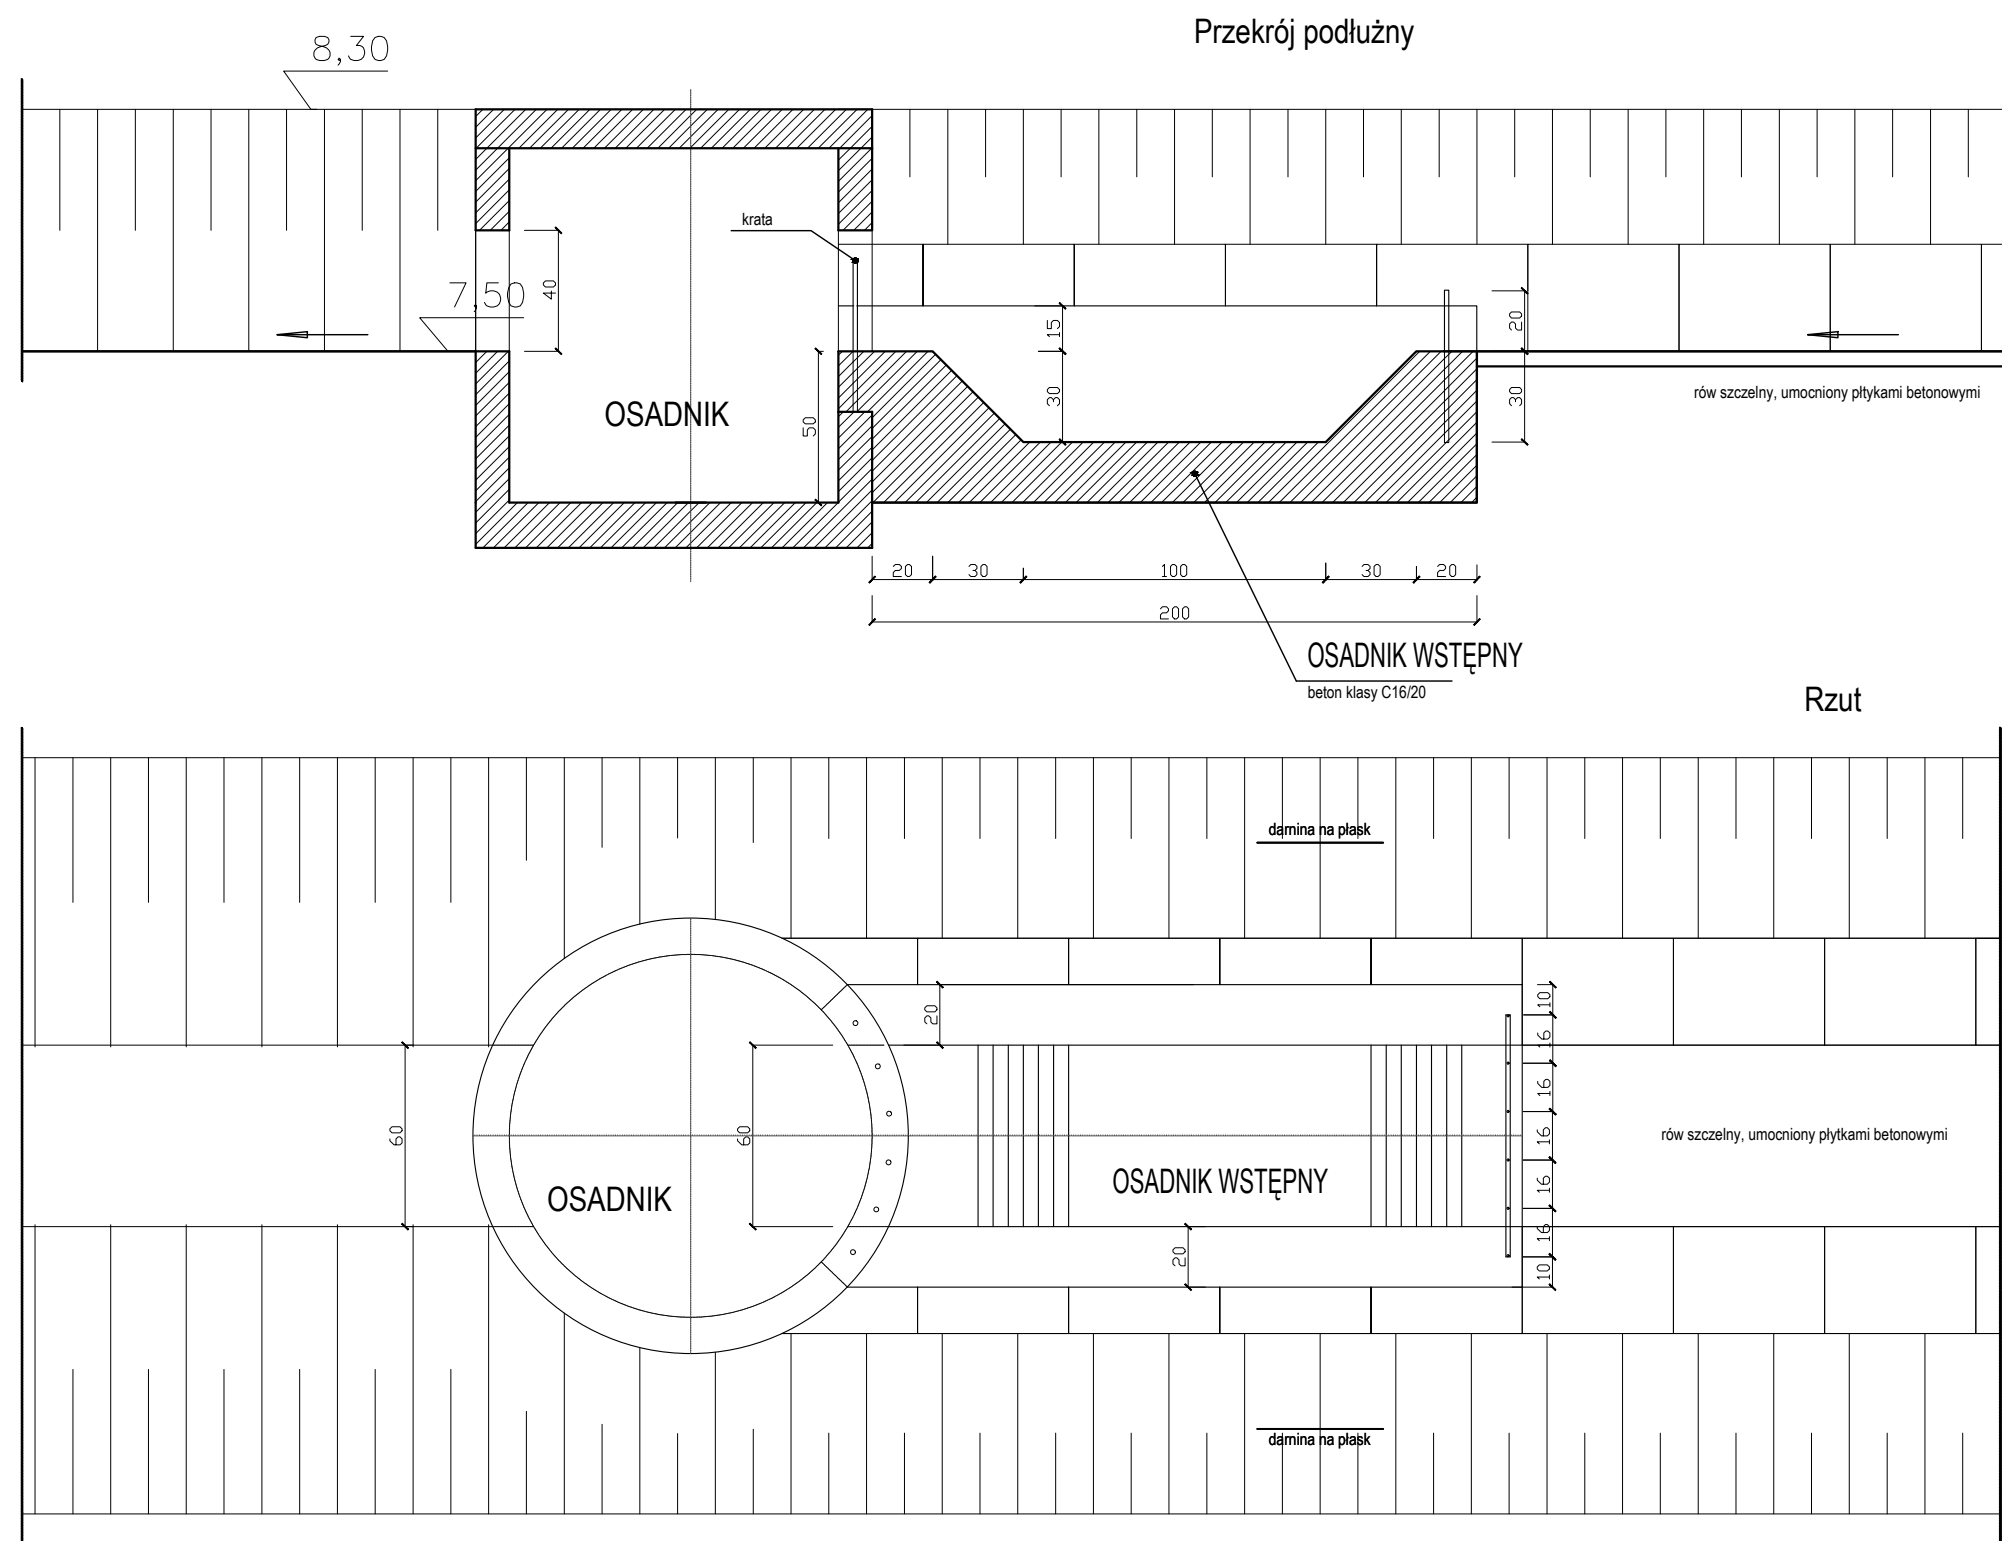 Przekrój podłużny
8,30
krata
7,50
40
15
20
30
30
50
OSADNIK
rów szczelny, umocniony płtykami betonowymi
20 30 100 30 20
200
OSADNIK WSTĘPNY
beton klasy C16/20
Rzut
darnina na płask
20
10
16
16
16
16
16
10
60
60
rów szczelny, umocniony płytkami betonowymi
OSADNIK
OSADNIK WSTĘPNY
20
darnina na płask